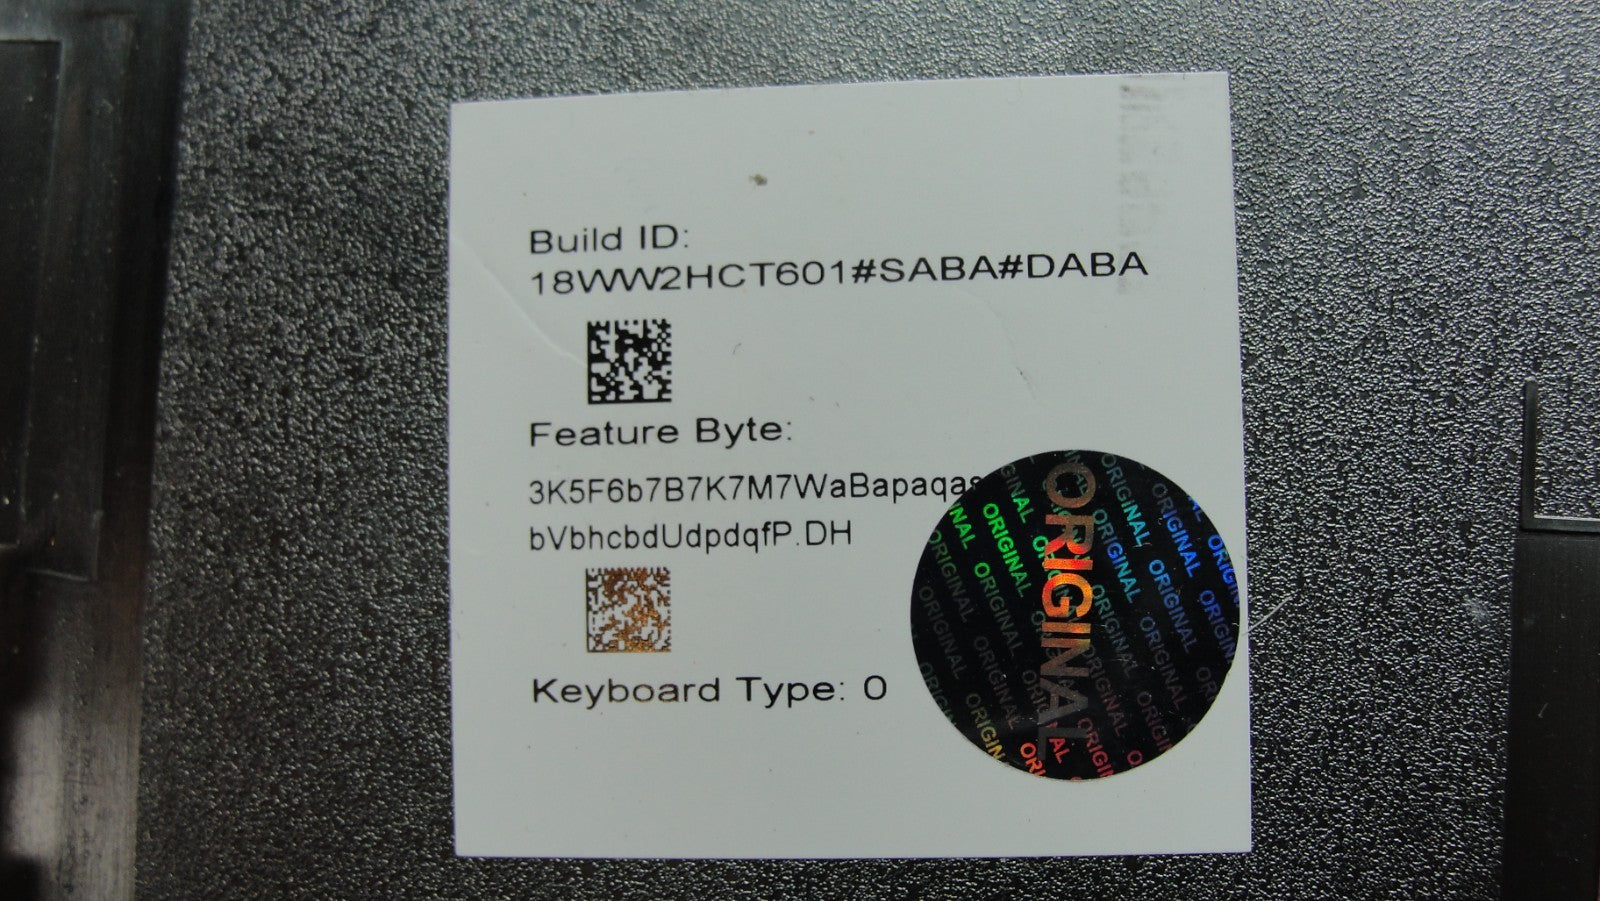 Build ID:
18WW2HCT601#SABA#DABA
Feature Byte:
3K5F6b7B7K7M7WaBapaqas
bVbhcbdUdpdqfP.DH
Keyboard Type: 0
ORIGINAL